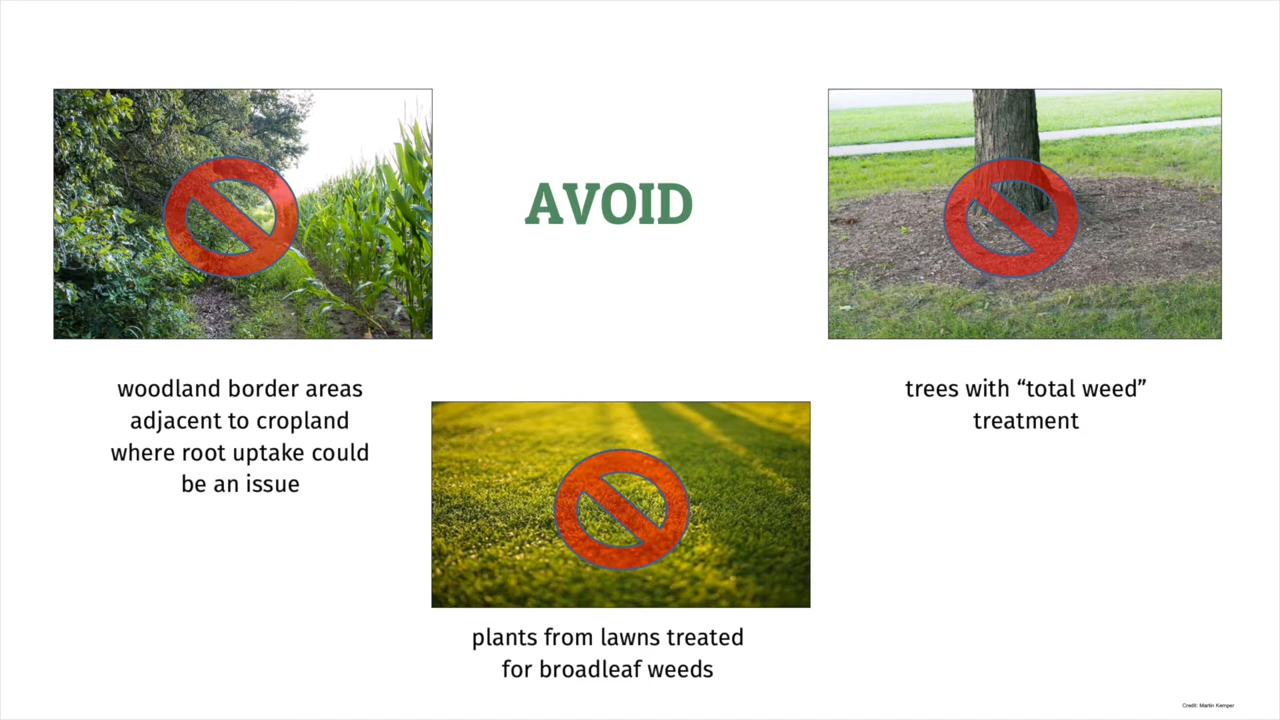 AVOID
woodland border areas
adjacent to cropland
where root uptake could
be an issue
trees with “total weed”
treatment
plants from lawns treated
for broadleaf weeds
Credit: Martin Kemper